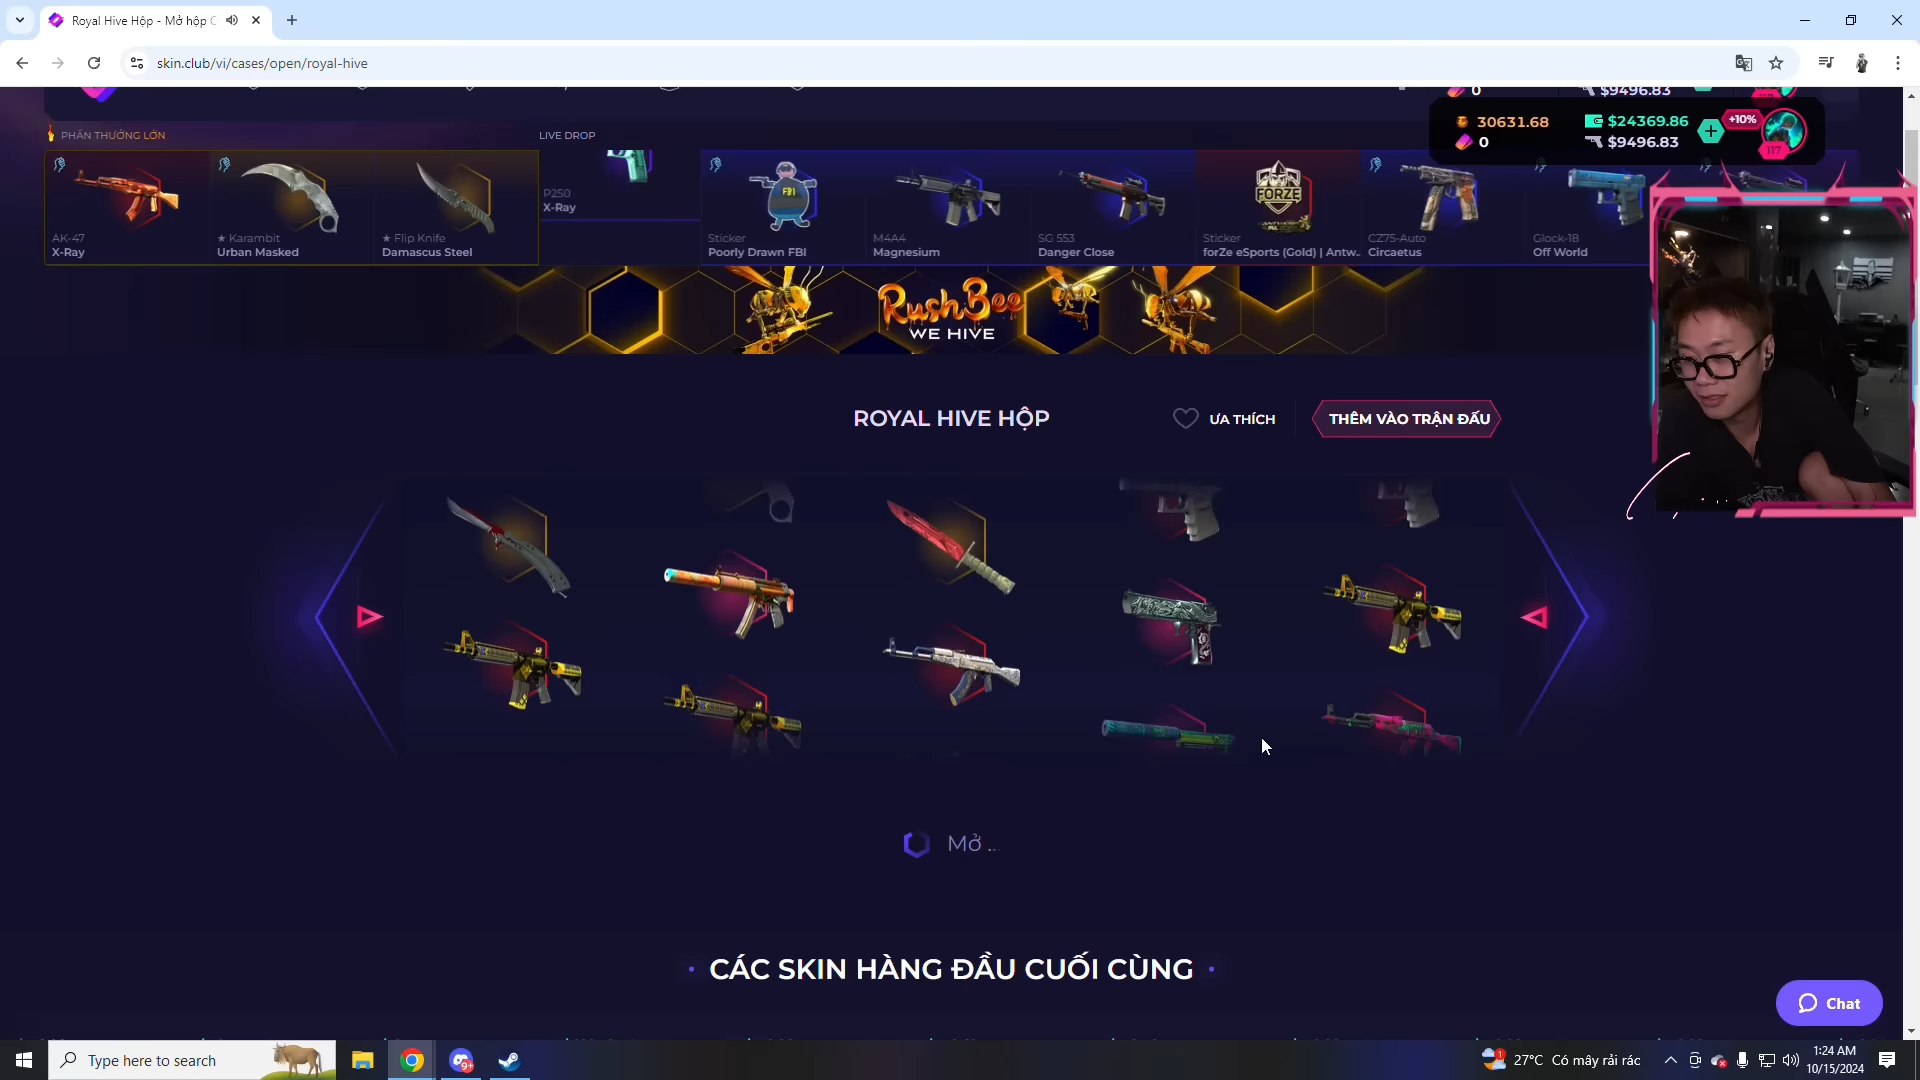 Royal Hive Hộp - Mở hộp C
skin.club/vi/cases/open/royal-hive
0
$9496.83
PHẦN THƯỞNG LỚN
LIVE DROP
30631.68
$24369.86
+10%
0
$9496.83
117
AK-47
X-Ray
★ Karambit
Urban Masked
★ Flip Knife
Damascus Steel
P250
X-Ray
FBI
Sticker
Poorly Drawn FBI
M4A4
Magnesium
SG 553
Danger Close
FORZE
Sticker
forZe eSports (Gold) | Antw...
CZ75-Auto
Circaetus
Glock-18
Off World
RushBee
WE HIVE
ROYAL HIVE HỘP
ƯA THÍCH
THÊM VÀO TRẬN ĐẤU
Mở ...
CÁC SKIN HÀNG ĐẦU CUỐI CÙNG
Chat
Type here to search
9+
1
27°C Có mây rải rác
1:24 AM
10/15/2024